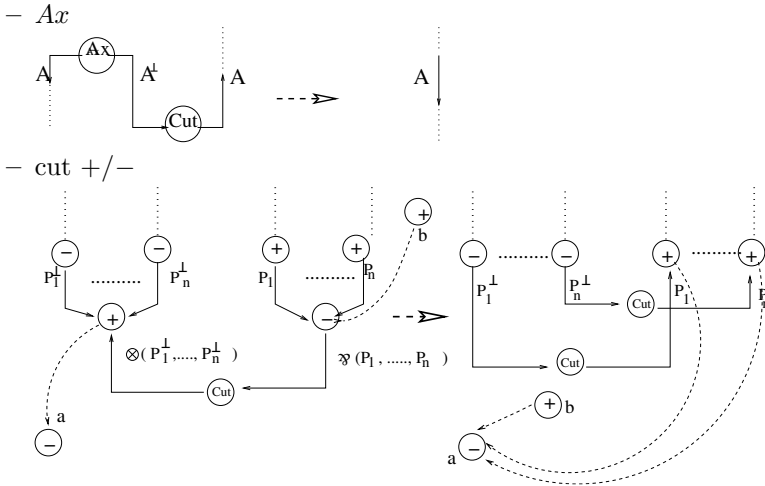 – Ax
Ax
A A⊥ A A
Cut
– cut +/−
+
b
− − + + − − + +
P₁⊥ Pₙ⊥ P₁ Pₙ
P₁⊥ Pₙ⊥ Cut P₁ P
+ −
⊗( P₁⊥ ,...., Pₙ⊥ ) ⅋ (P₁ , ....., Pₙ )
Cut
Cut
a
+ b
−
a −